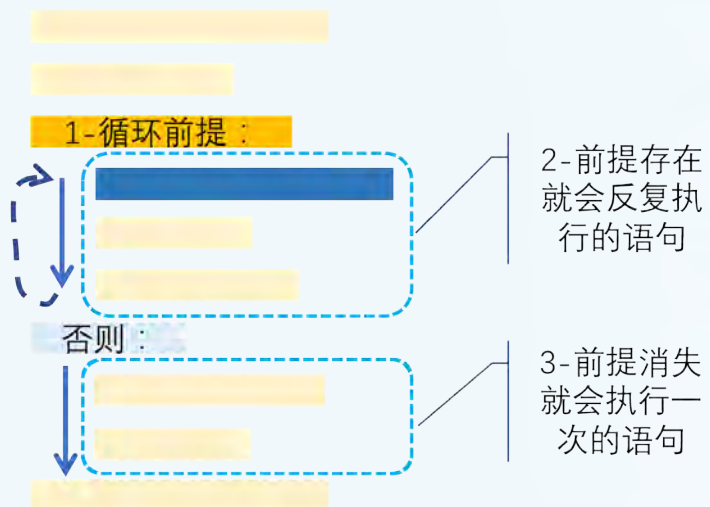 1-循环前提：
2-前提存在
就会反复执
行的语句
否则：
3-前提消失
就会执行一
次的语句